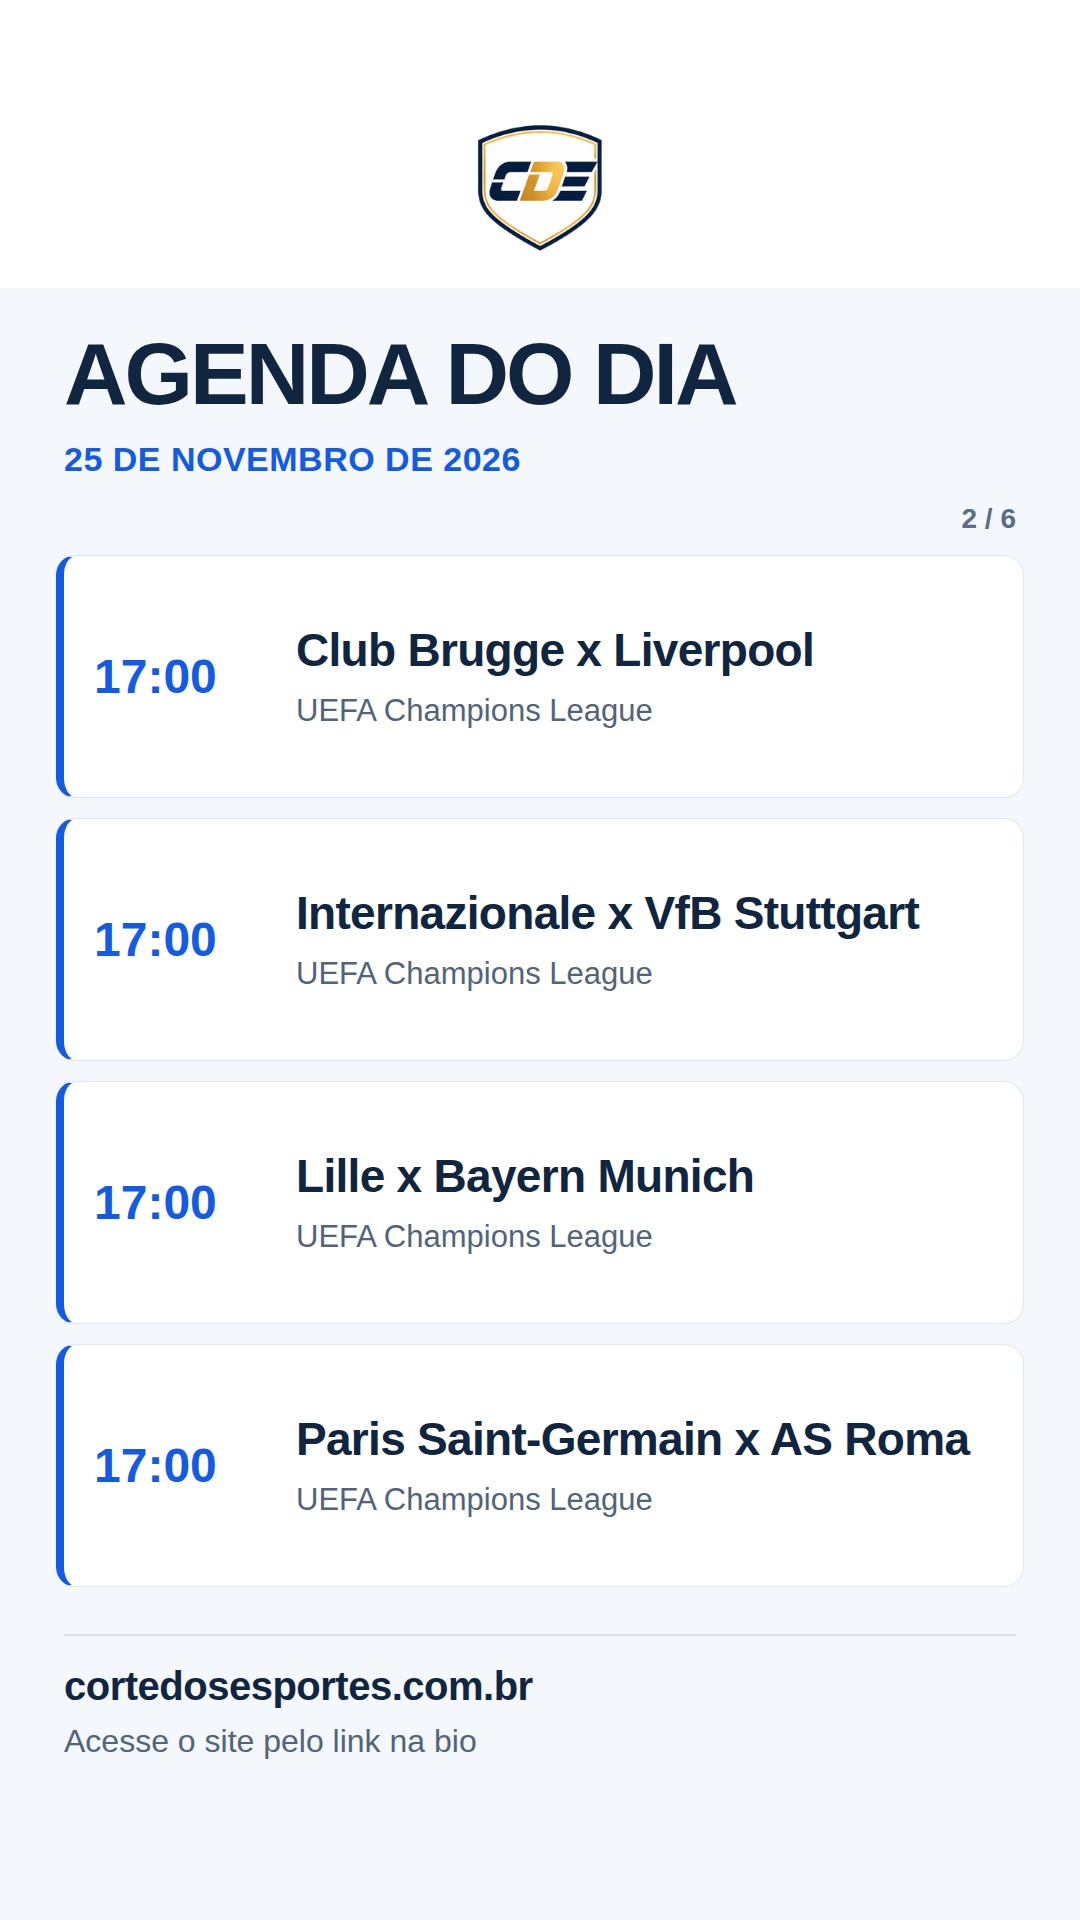 CDE
AGENDA DO DIA
25 DE NOVEMBRO DE 2026
2 / 6
17:00
Club Brugge x Liverpool
UEFA Champions League
17:00
Internazionale x VfB Stuttgart
UEFA Champions League
17:00
Lille x Bayern Munich
UEFA Champions League
17:00
Paris Saint-Germain x AS Roma
UEFA Champions League
cortedosesportes.com.br
Acesse o site pelo link na bio